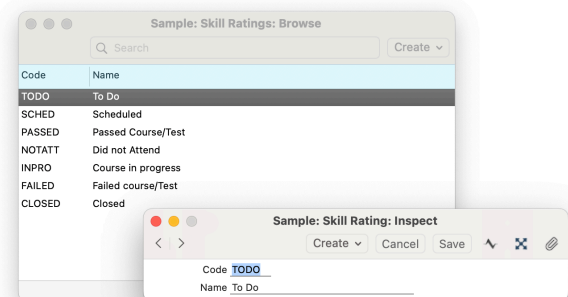 Sample: Skill Ratings: Browse
Search
Create
Code Name
TODO To Do
SCHED Scheduled
PASSED Passed Course/Test
NOTATT Did not Attend
INPRO Course in progress
FAILED Failed course/Test
CLOSED Closed
Sample: Skill Rating: Inspect
Create Cancel Save
Code TODO
Name To Do